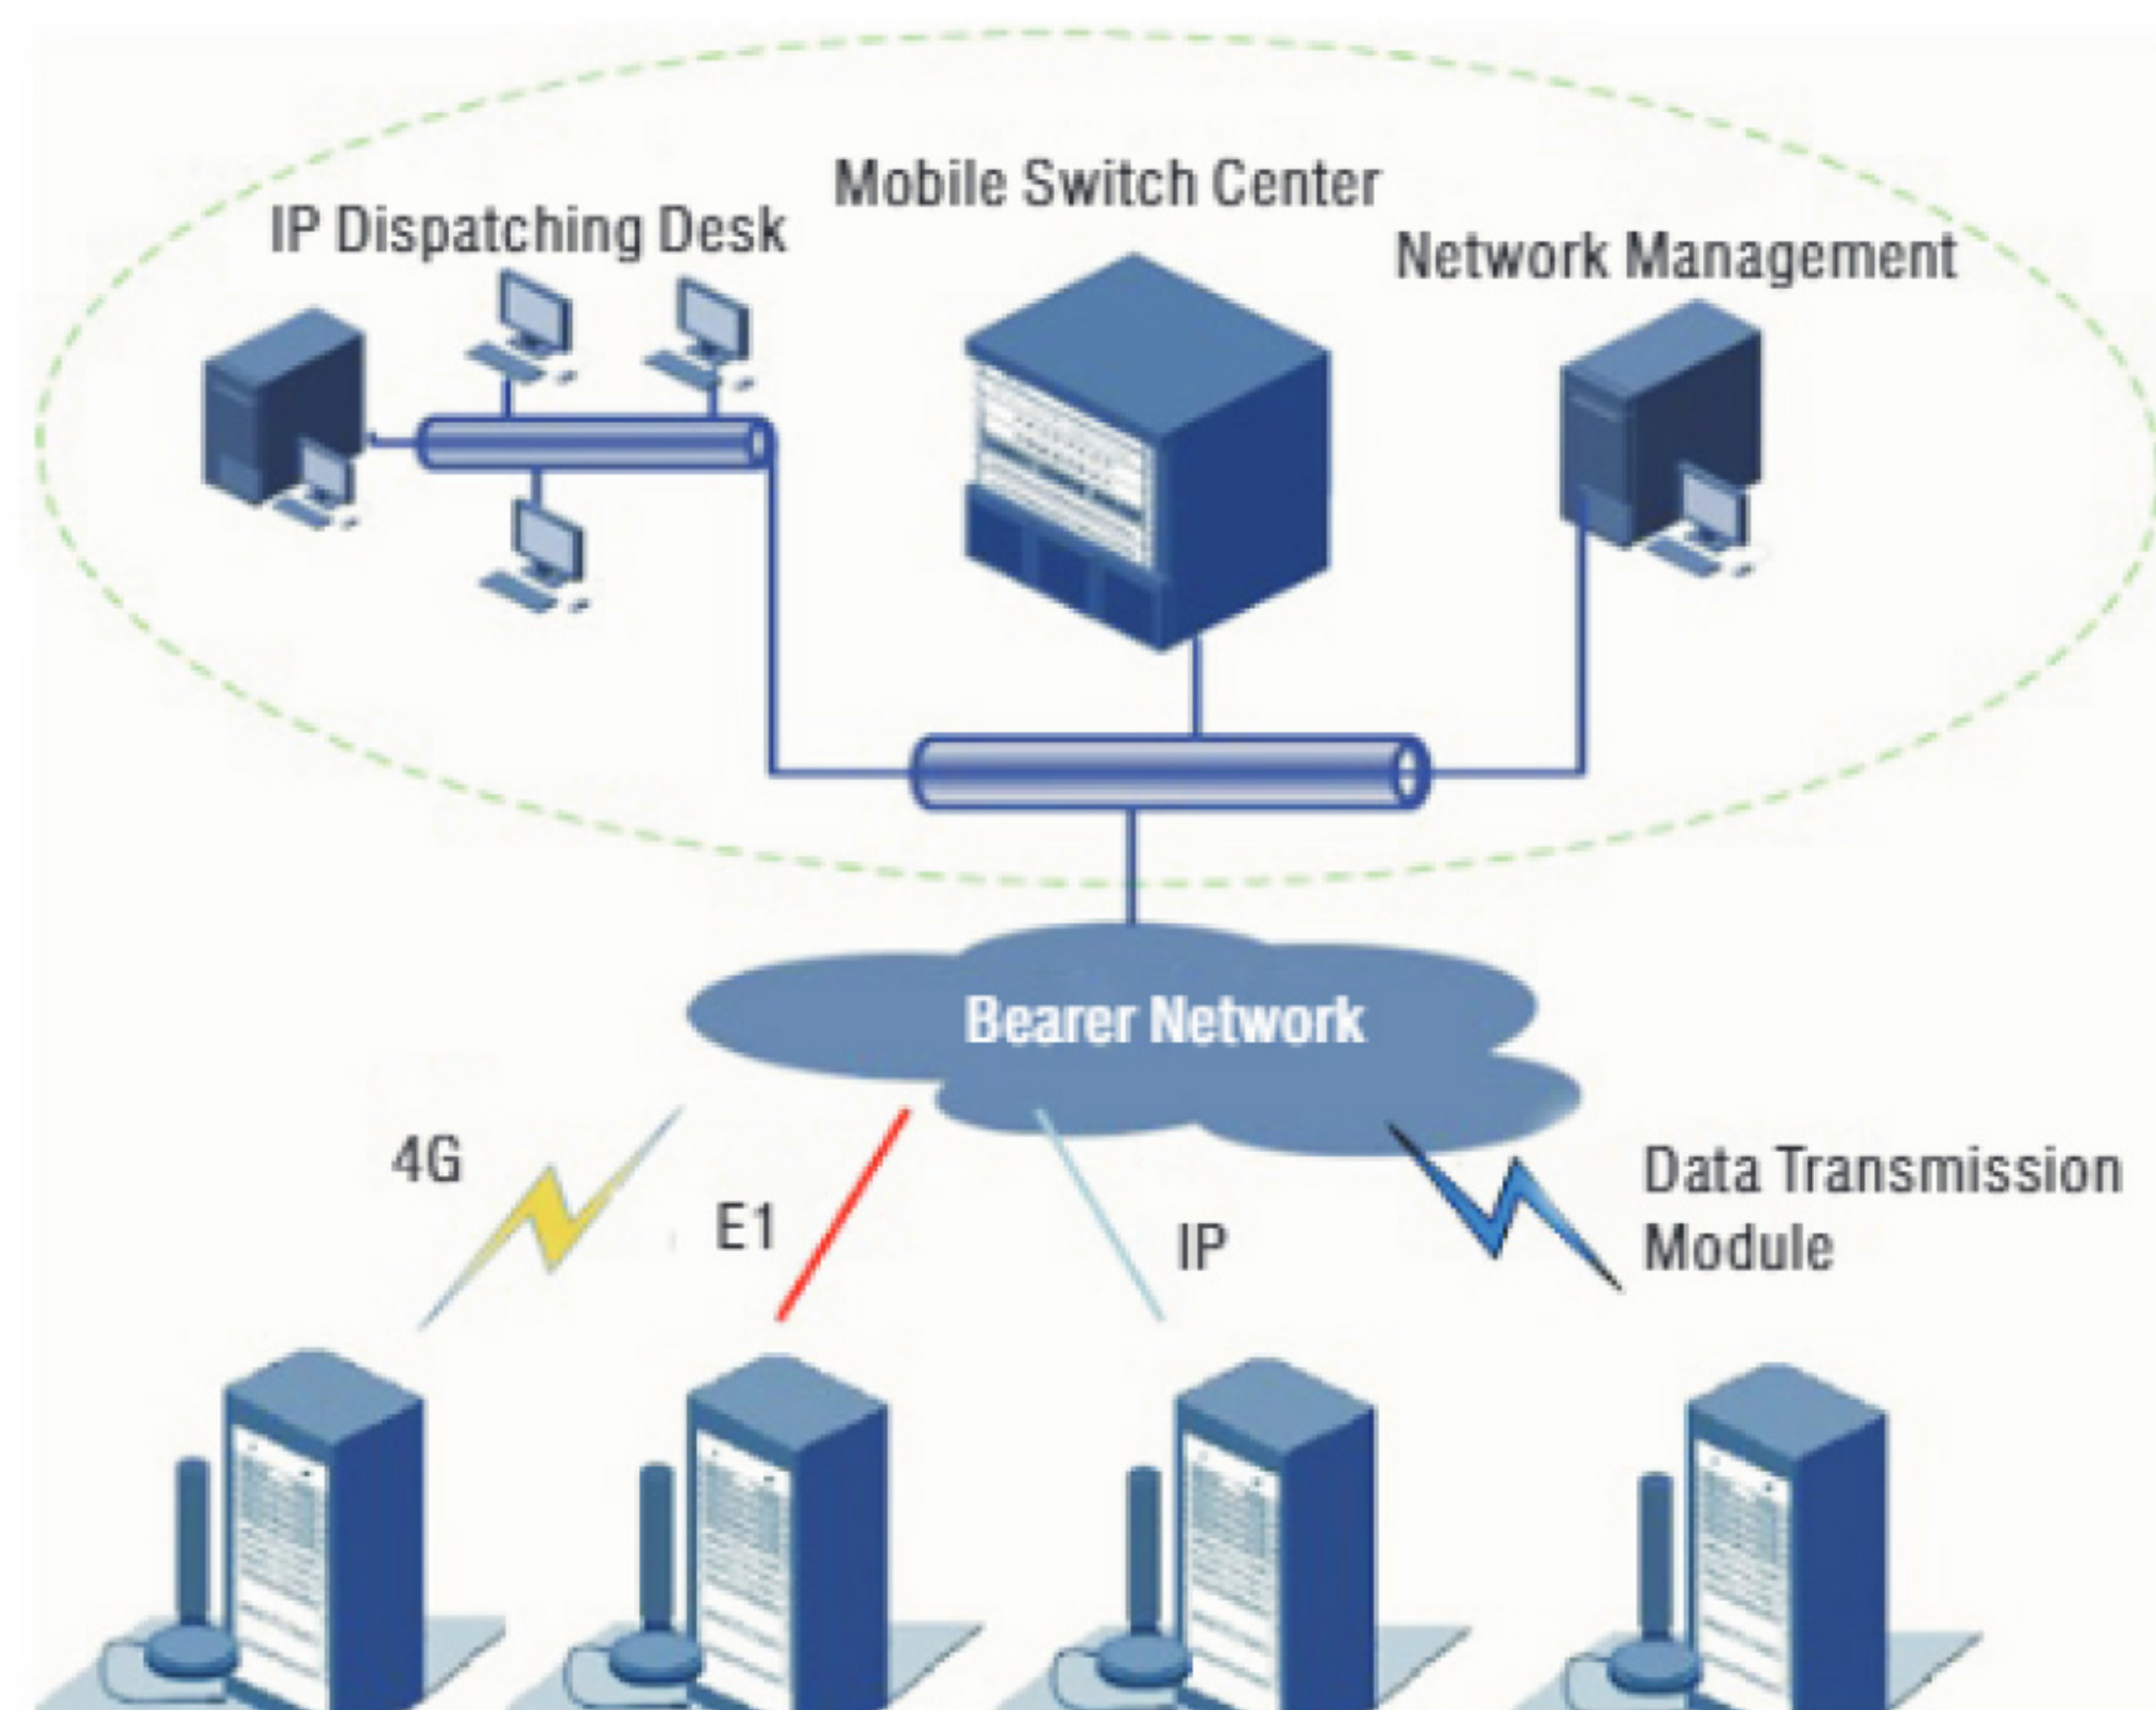 Mobile Switch Center
IP Dispatching Desk
Network Management
Bearer Network
4G
E1
IP
Data Transmission
Module